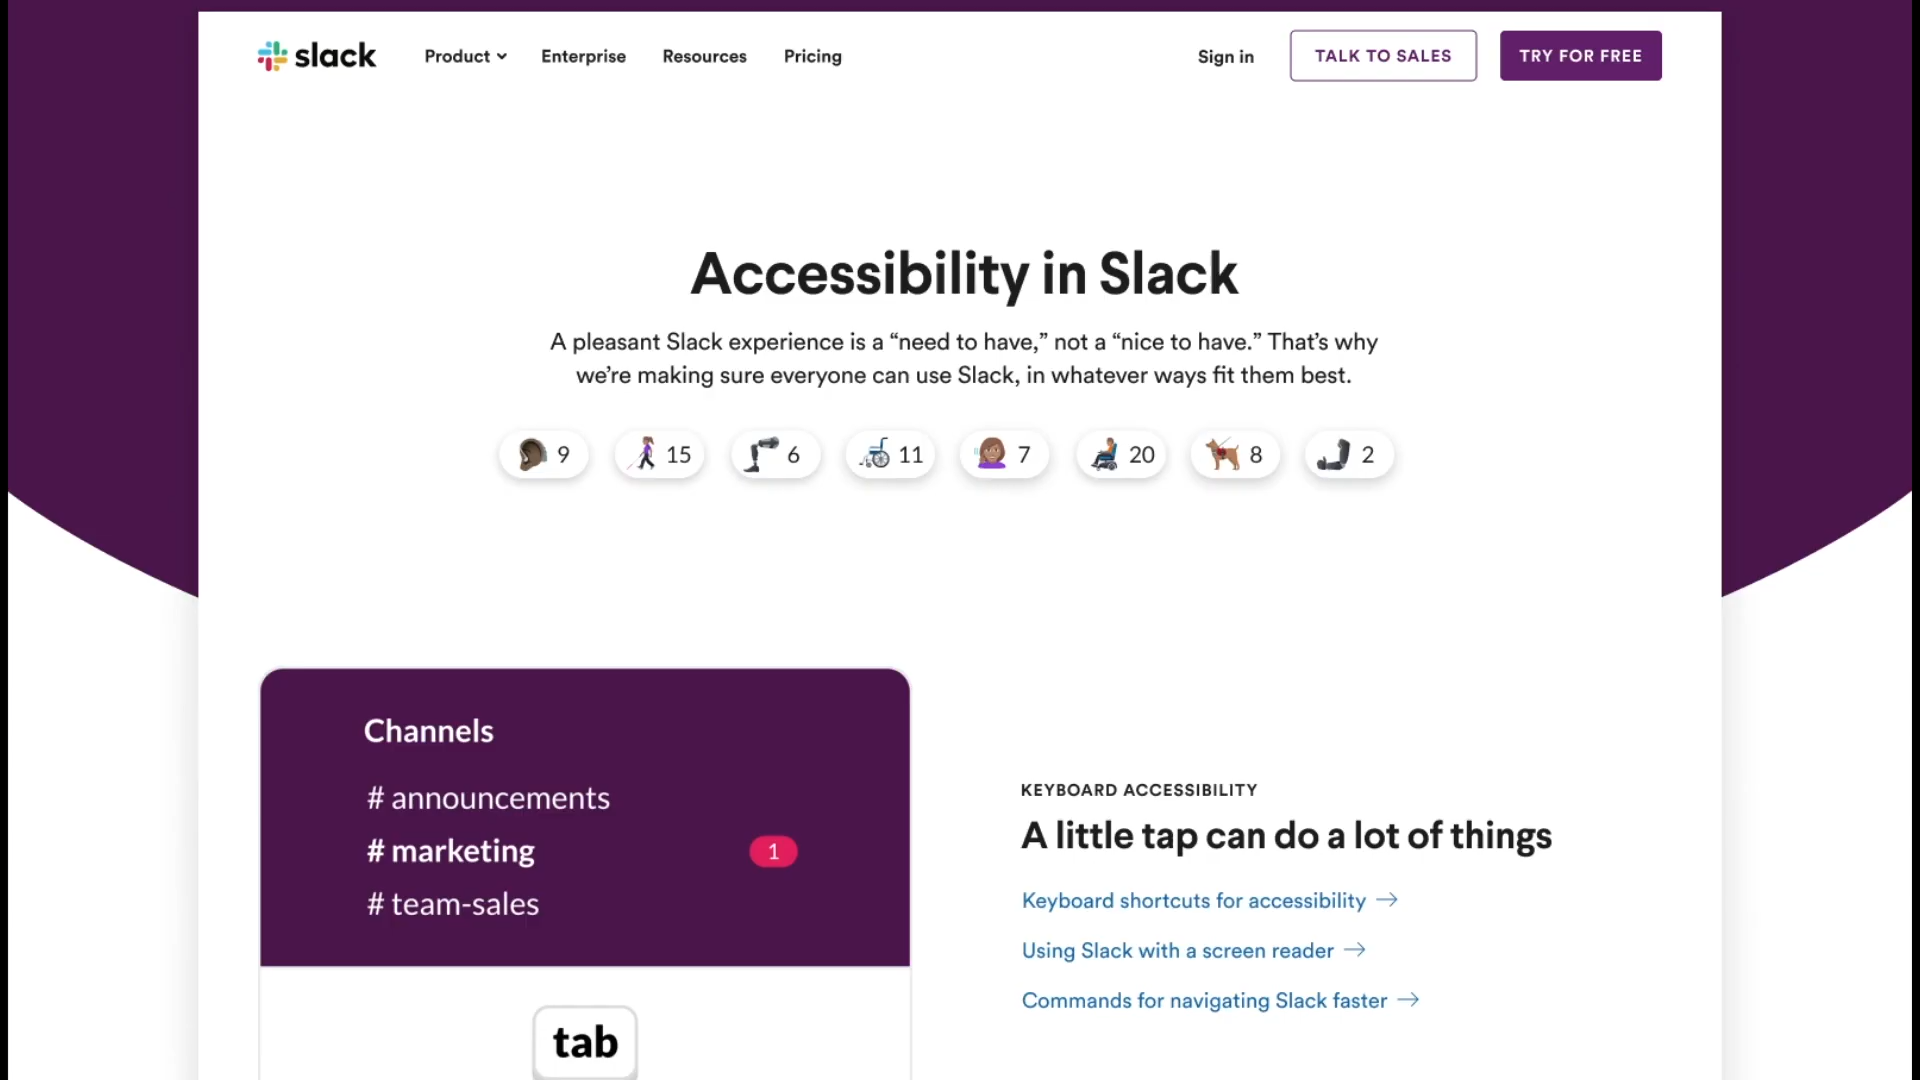 slack
Product
Enterprise
Resources
Pricing
Sign in
TALK TO SALES
TRY FOR FREE
Accessibility in Slack
A pleasant Slack experience is a “need to have,” not a “nice to have.” That’s why
we’re making sure everyone can use Slack, in whatever ways fit them best.
9
15
6
11
7
20
8
2
Channels
# announcements
# marketing
1
# team-sales
tab
KEYBOARD ACCESSIBILITY
A little tap can do a lot of things
Keyboard shortcuts for accessibility →
Using Slack with a screen reader →
Commands for navigating Slack faster →